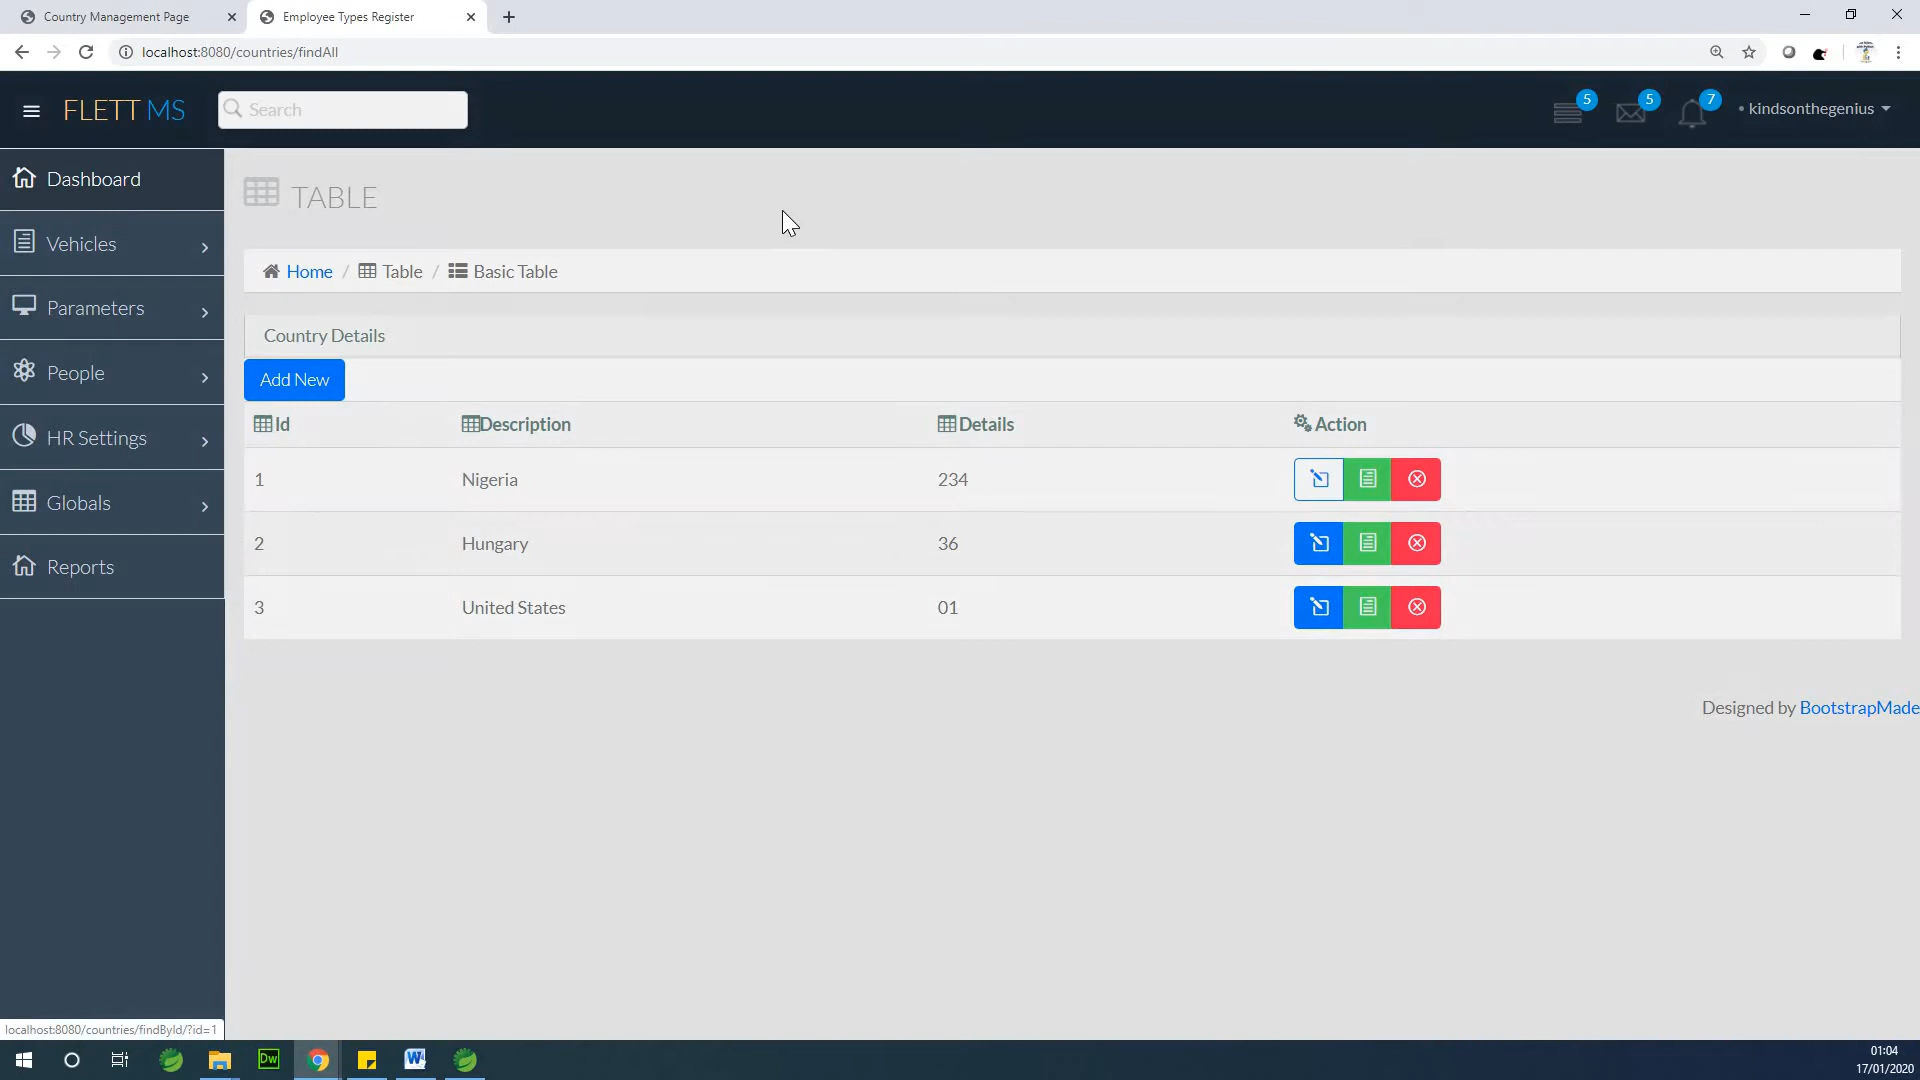 Country Management Page
Employee Types Register
localhost:8080/countries/findAll
FLETT MS
Search
5
5
7
kindsonthegenius
Dashboard
Vehicles
Parameters
People
HR Settings
Globals
Reports
TABLE
Home / Table / Basic Table
Country Details
Add New
Id Description Details Action
1 Nigeria 234
2 Hungary 36
3 United States 01
Designed by BootstrapMade
localhost:8080/countries/findById/?id=1
Dw
W
01:04
17/01/2020